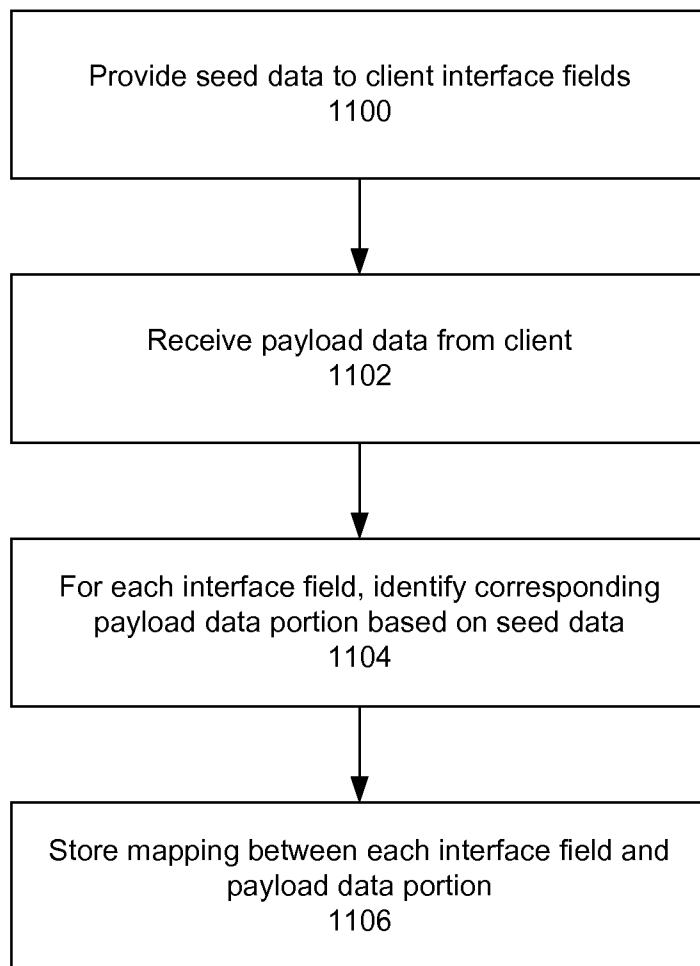 Provide seed data to client interface fields
1100
Receive payload data from client
1102
For each interface field, identify corresponding
payload data portion based on seed data
1104
Store mapping between each interface field and
payload data portion
1106